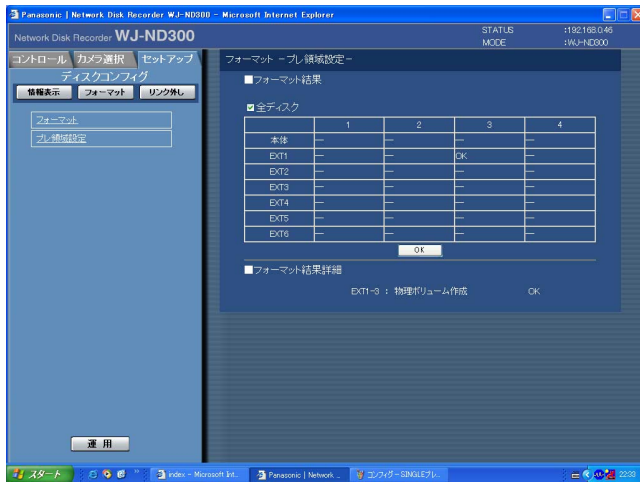 Panasonic | Network Disk Recorder WJ-ND300 - Microsoft Internet Explorer
Network Disk Recorder WJ-ND300
STATUS :192.168.0.46
MODE :WJ-ND300
コントロール カメラ選択 セットアップ
ディスクコンフィグ
情報表示 フォーマット リンク外し
フォーマット
プレ領域設定
フォーマット －プレ領域設定－
■フォーマット結果
全ディスク
1 2 3 4
本体 － － － －
EXT1 － － OK －
EXT2 － － － －
EXT3 － － － －
EXT4 － － － －
EXT5 － － － －
EXT6 － － － －
OK
■フォーマット結果詳細
EXT1-3 : 物理ボリューム作成 OK
運 用
スタート index - Microsoft Int... Panasonic | Network ... コンフィグ-SINGLEプレ... 22:33